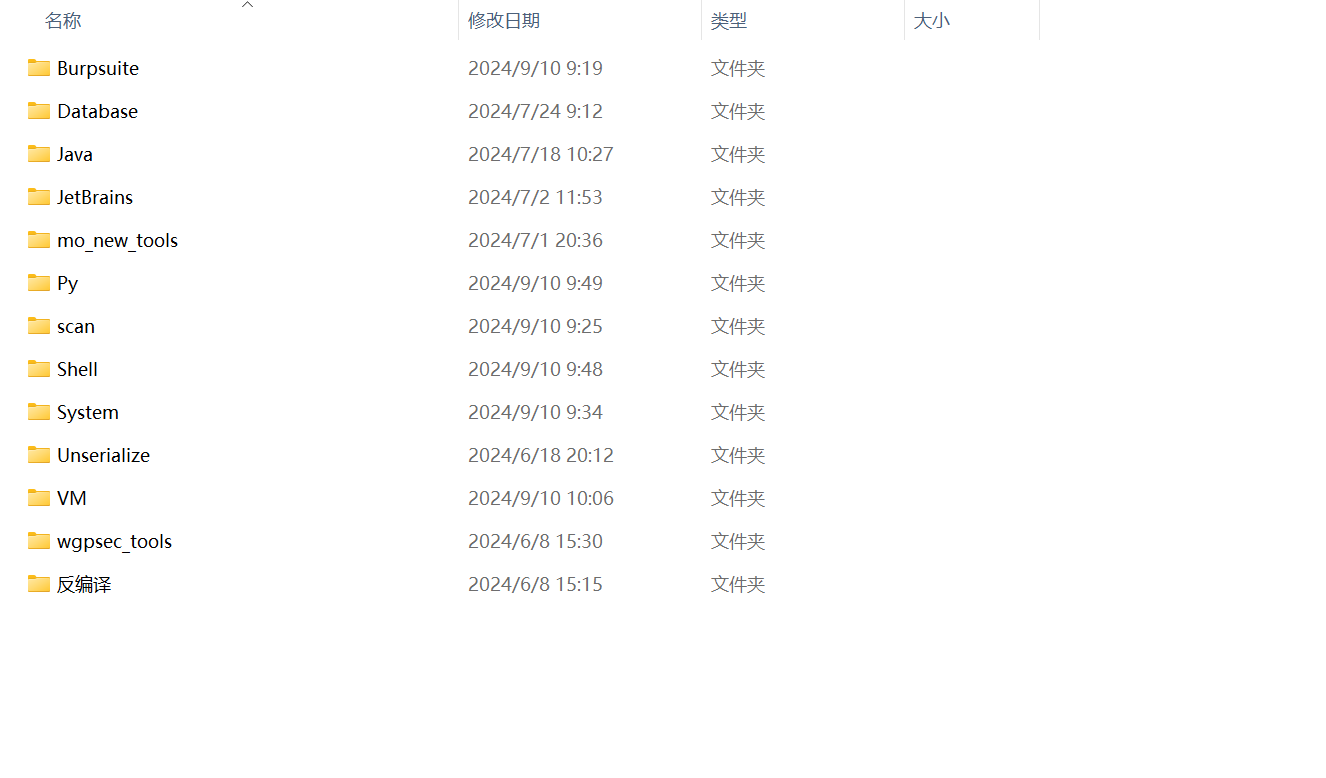 名称 修改日期 类型 大小
Burpsuite 2024/9/10 9:19 文件夹
Database 2024/7/24 9:12 文件夹
Java 2024/7/18 10:27 文件夹
JetBrains 2024/7/2 11:53 文件夹
mo_new_tools 2024/7/1 20:36 文件夹
Py 2024/9/10 9:49 文件夹
scan 2024/9/10 9:25 文件夹
Shell 2024/9/10 9:48 文件夹
System 2024/9/10 9:34 文件夹
Unserialize 2024/6/18 20:12 文件夹
VM 2024/9/10 10:06 文件夹
wgpsec_tools 2024/6/8 15:30 文件夹
反编译 2024/6/8 15:15 文件夹